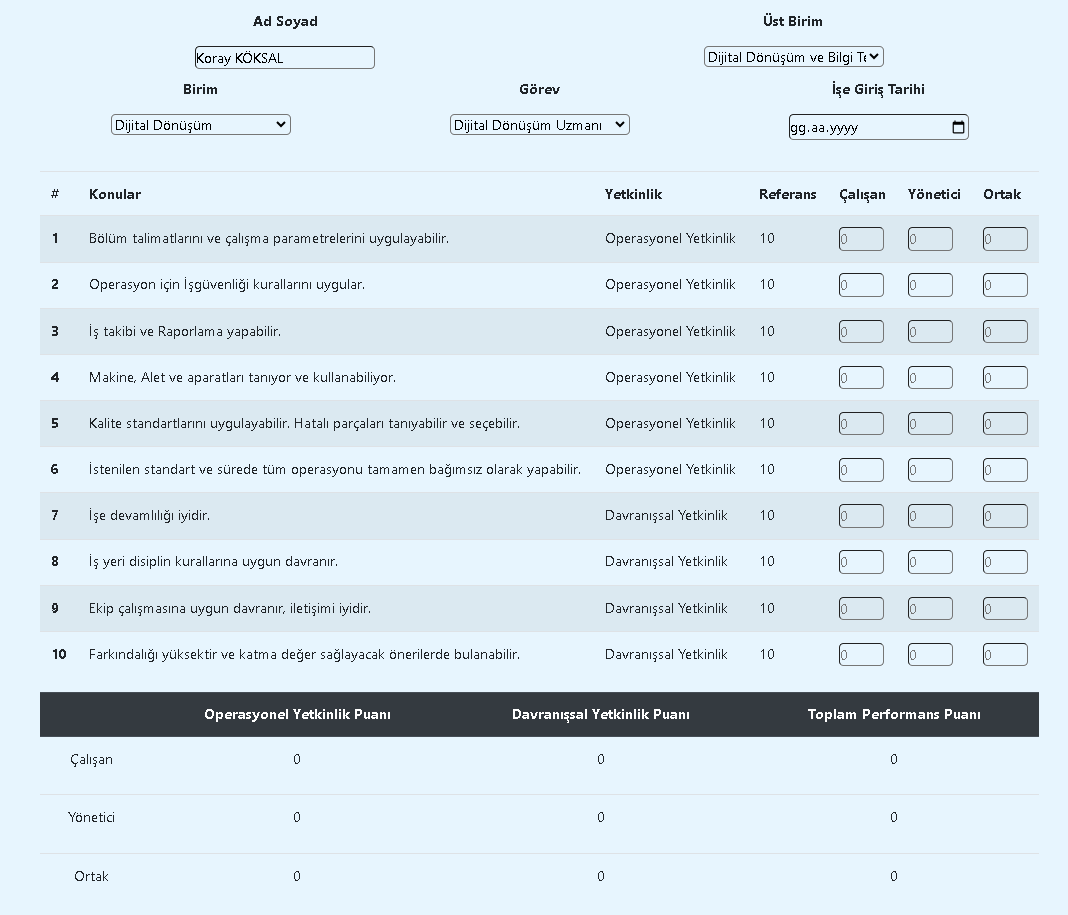 Ad Soyad Üst Birim
Koray KÖKSAL Dijital Dönüşüm ve Bilgi Te
Birim Görev İşe Giriş Tarihi
Dijital Dönüşüm Dijital Dönüşüm Uzmanı gg.aa.yyyy
# Konular Yetkinlik Referans Çalışan Yönetici Ortak
1 Bölüm talimatlarını ve çalışma parametrelerini uygulayabilir. Operasyonel Yetkinlik 10 0 0 0
2 Operasyon için İşgüvenliği kurallarını uygular. Operasyonel Yetkinlik 10 0 0 0
3 İş takibi ve Raporlama yapabilir. Operasyonel Yetkinlik 10 0 0 0
4 Makine, Alet ve aparatları tanıyor ve kullanabiliyor. Operasyonel Yetkinlik 10 0 0 0
5 Kalite standartlarını uygulayabilir. Hatalı parçaları tanıyabilir ve seçebilir. Operasyonel Yetkinlik 10 0 0 0
6 İstenilen standart ve sürede tüm operasyonu tamamen bağımsız olarak yapabilir. Operasyonel Yetkinlik 10 0 0 0
7 İşe devamlılığı iyidir. Davranışsal Yetkinlik 10 0 0 0
8 İş yeri disiplin kurallarına uygun davranır. Davranışsal Yetkinlik 10 0 0 0
9 Ekip çalışmasına uygun davranır, iletişimi iyidir. Davranışsal Yetkinlik 10 0 0 0
10 Farkındalığı yüksektir ve katma değer sağlayacak önerilerde bulanabilir. Davranışsal Yetkinlik 10 0 0 0
Operasyonel Yetkinlik Puanı Davranışsal Yetkinlik Puanı Toplam Performans Puanı
Çalışan 0 0 0
Yönetici 0 0 0
Ortak 0 0 0